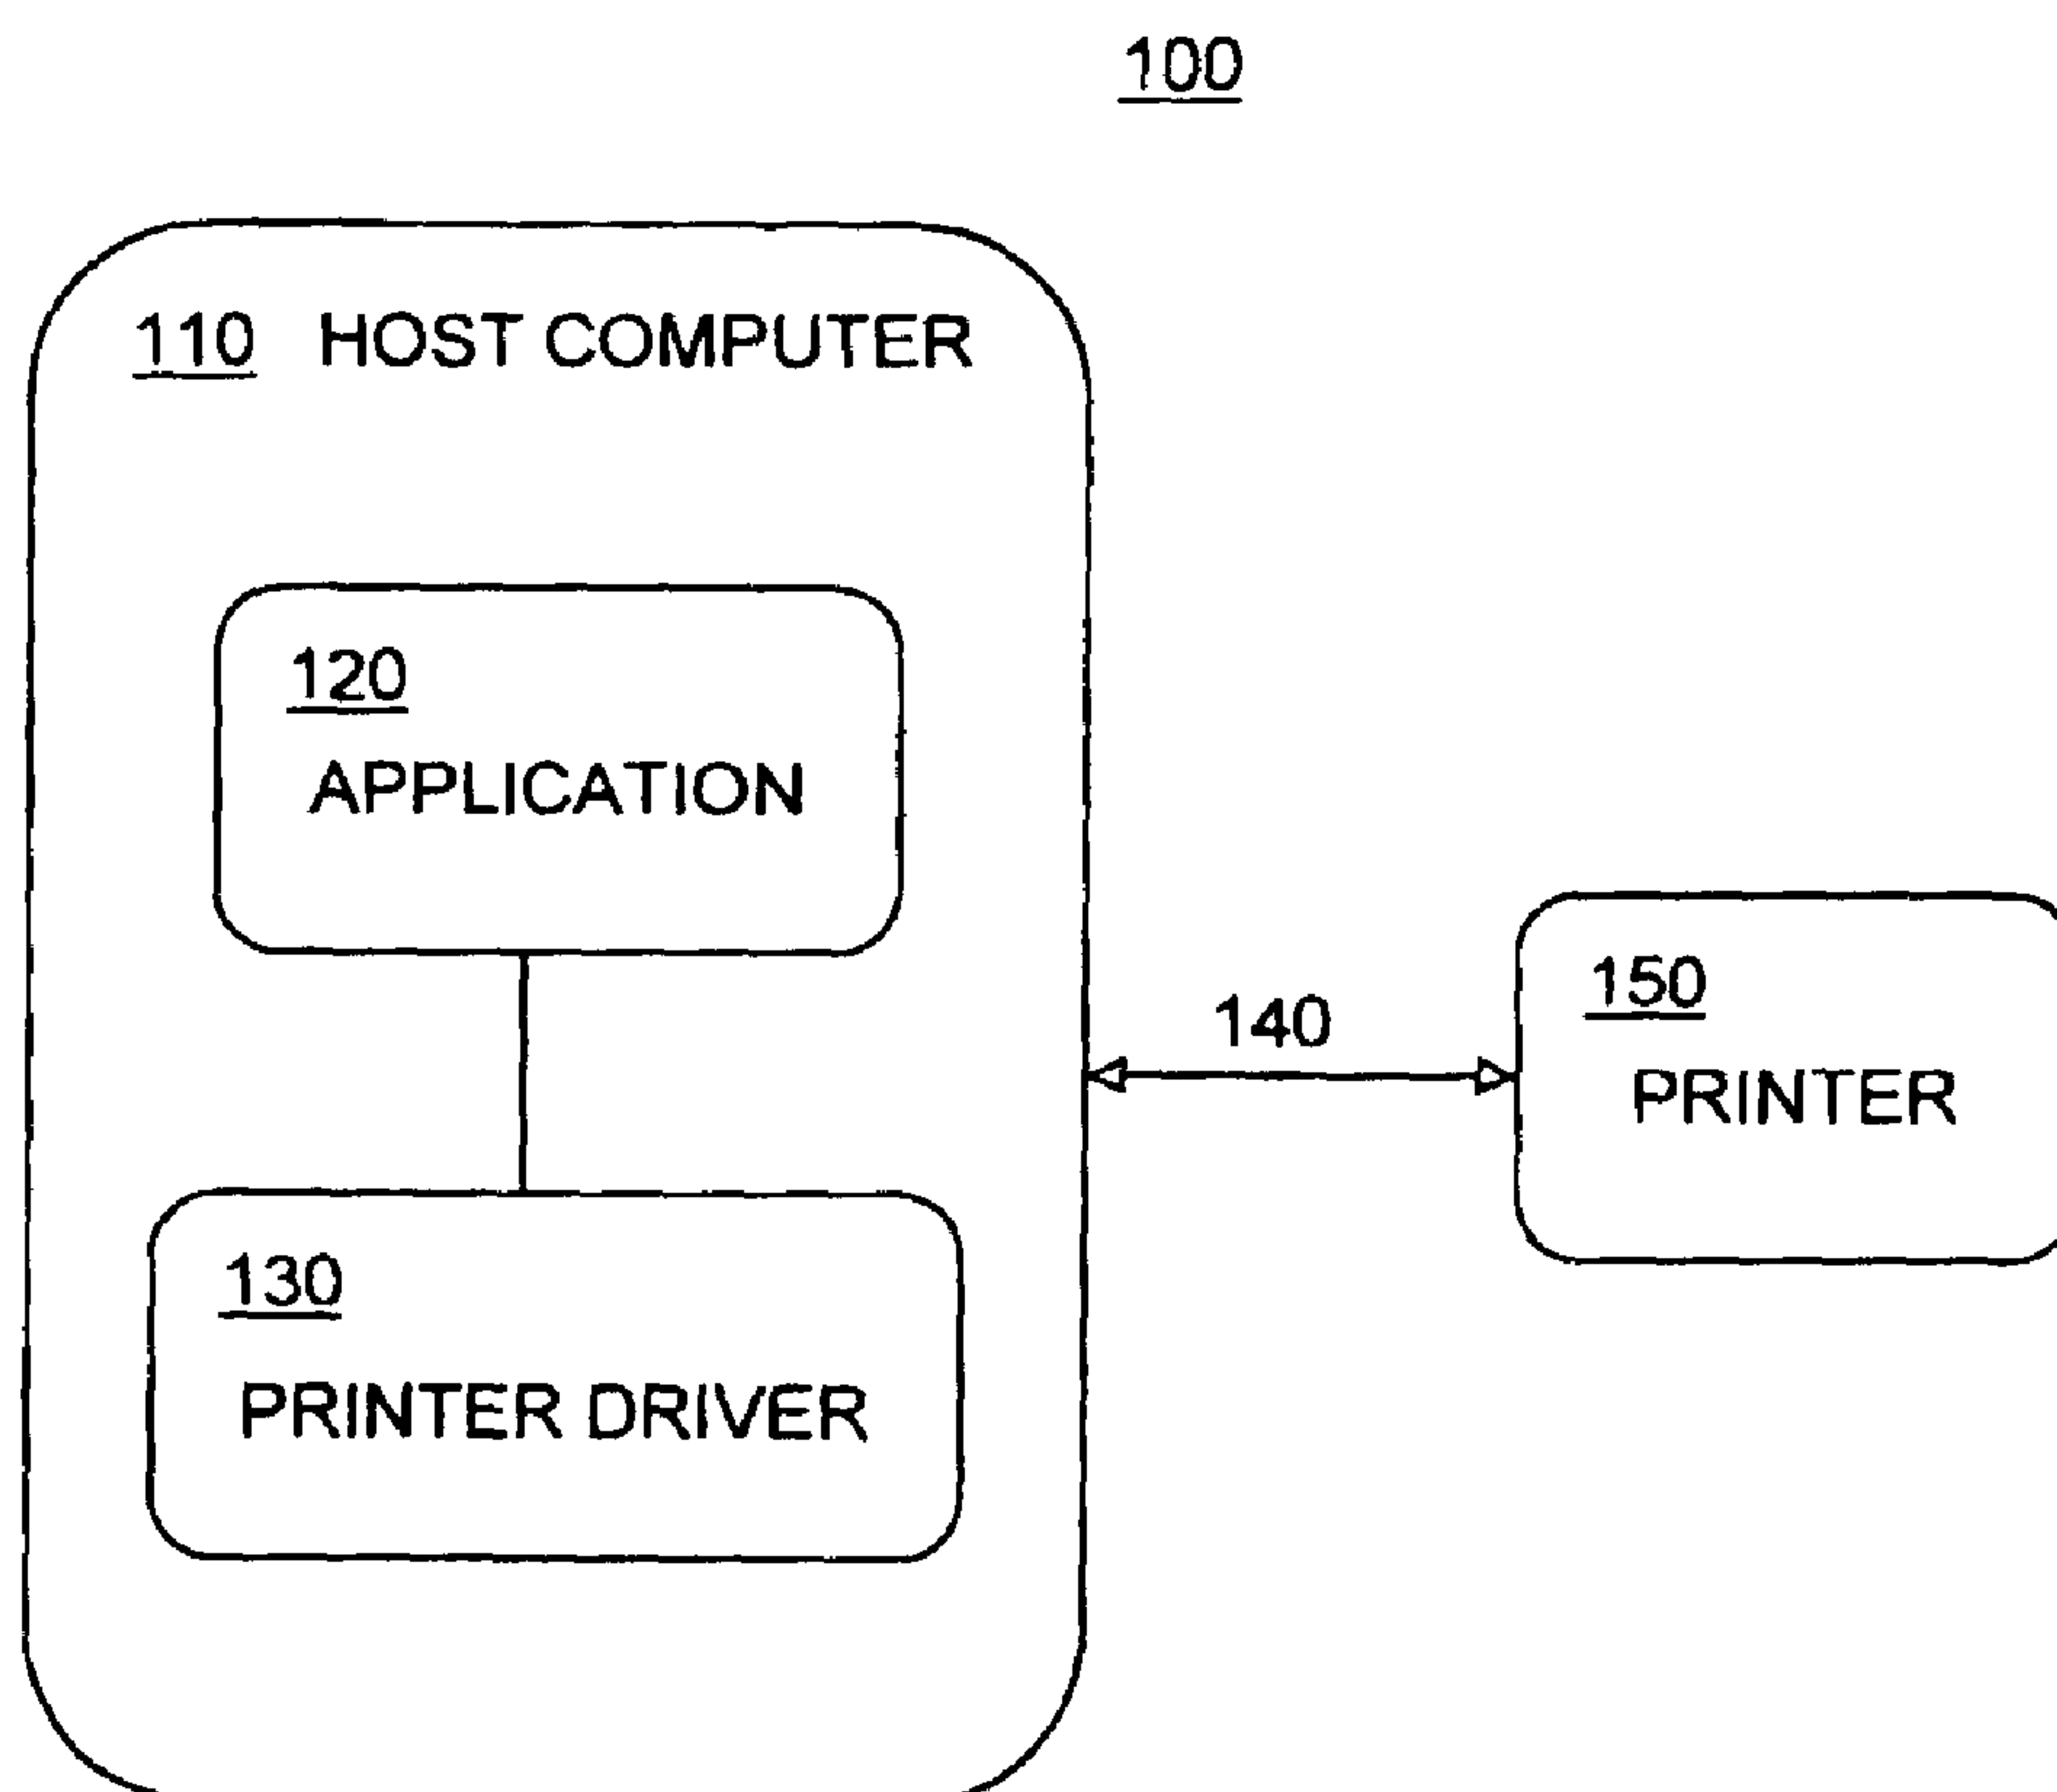 100
110 HOST COMPUTER
120
APPLICATION
140
150
PRINTER
130
PRINTER DRIVER